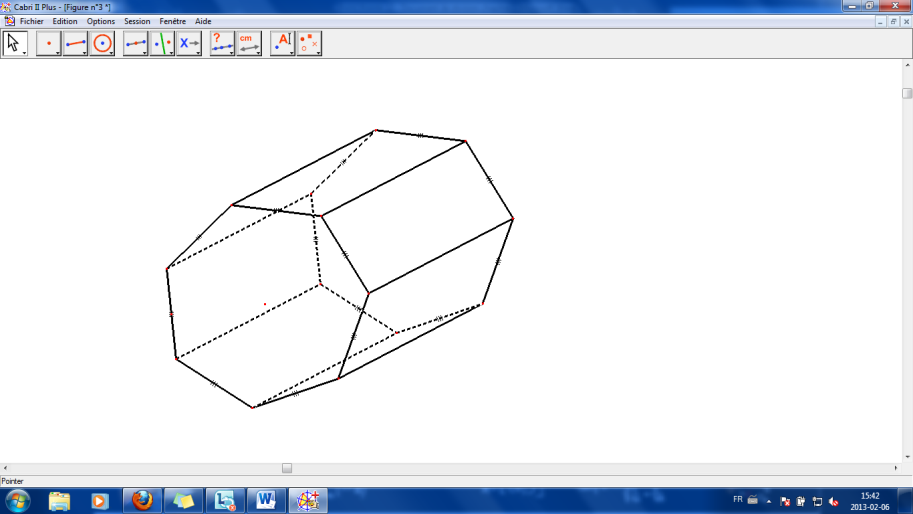 Cabri II Plus - [Figure n°3 *]
Fichier Edition Options Session Fenêtre Aide
X ? cm A
Pointer
FR 15:42
2013-02-06